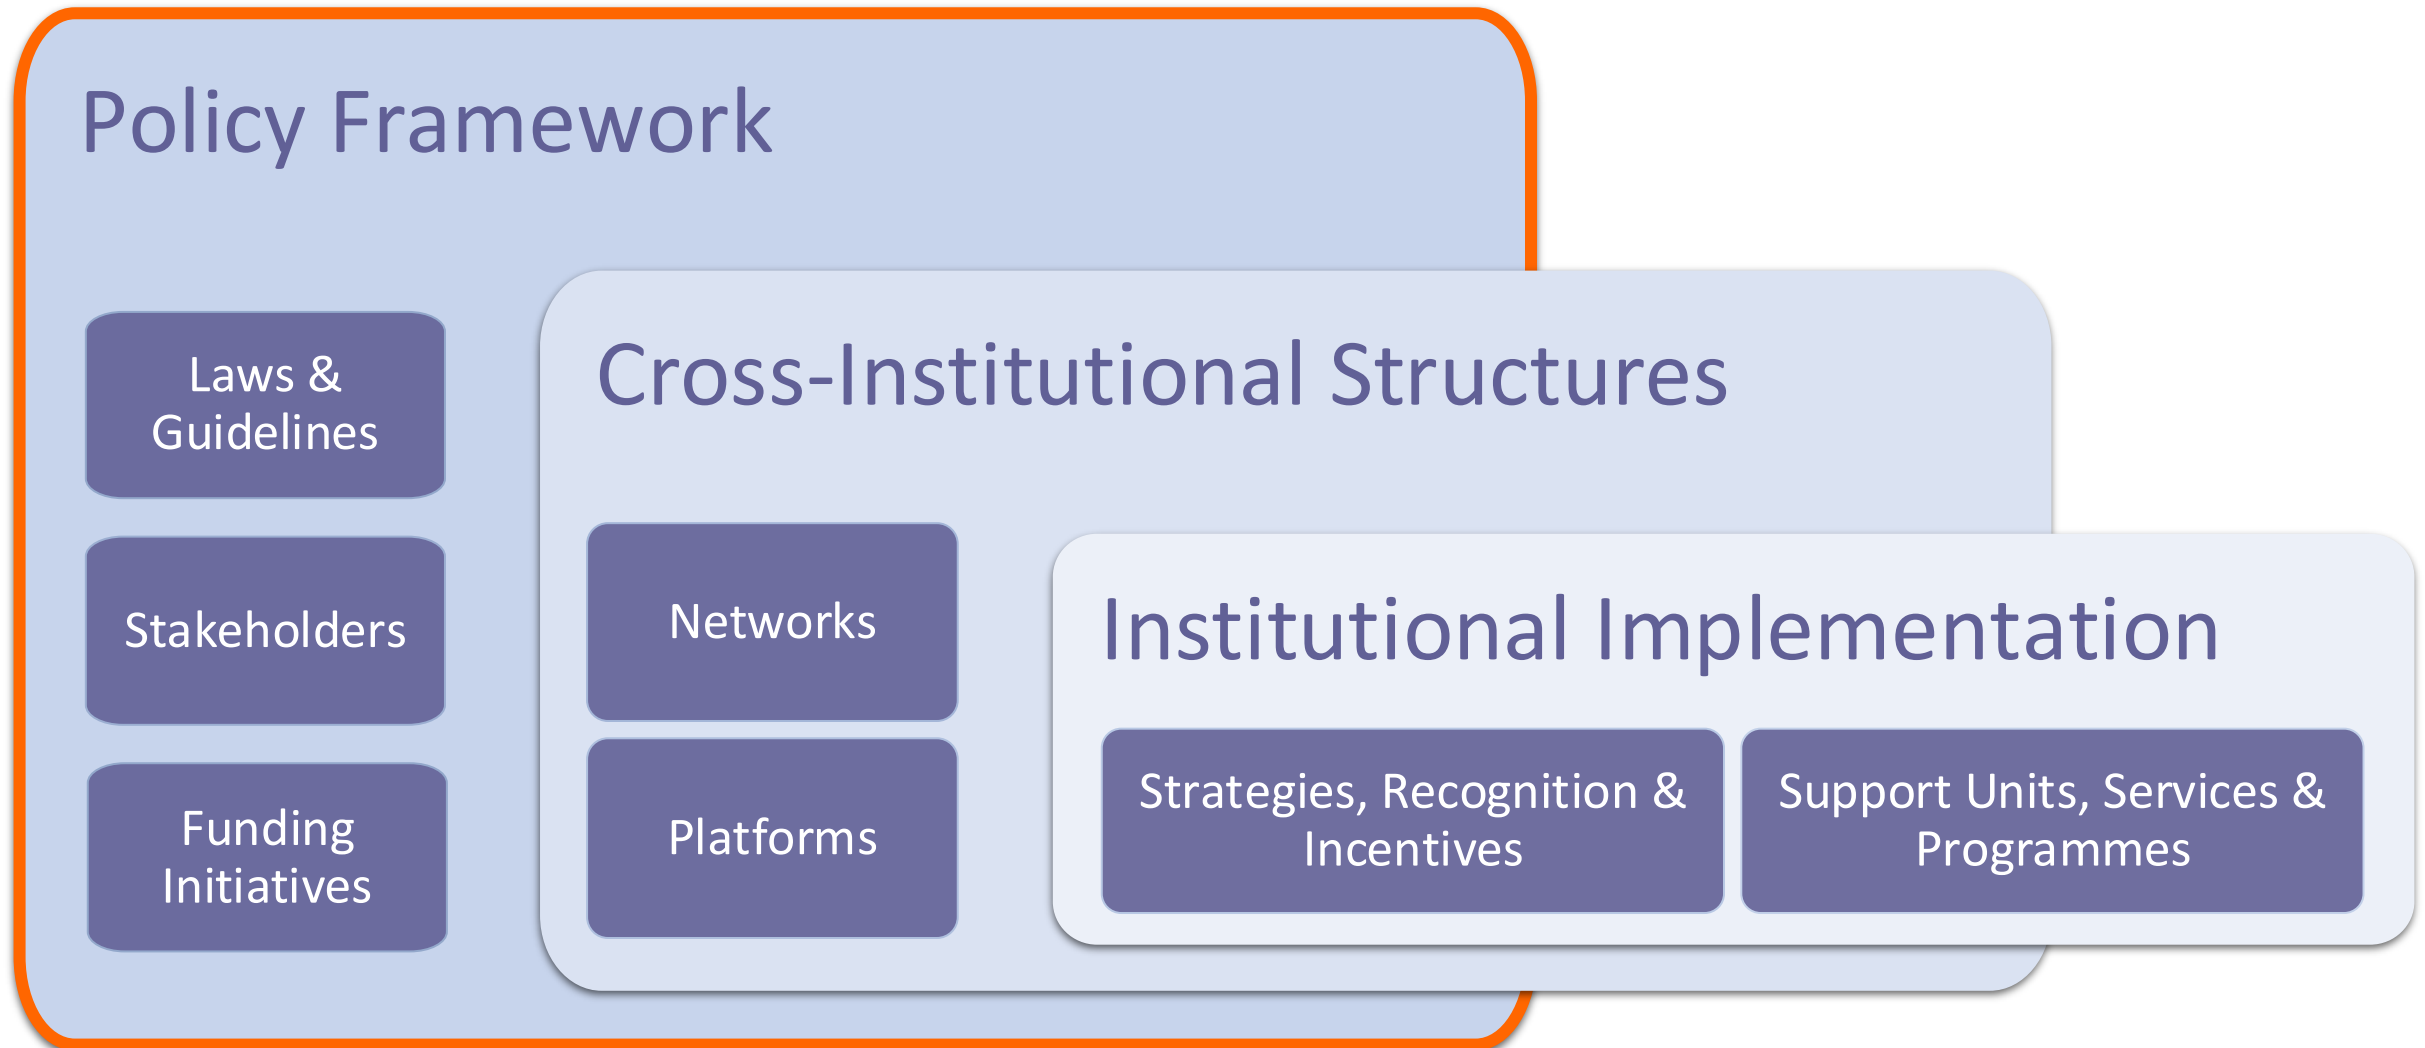 Policy Framework
Laws &
Guidelines
Stakeholders
Funding
Initiatives
Cross-Institutional Structures
Networks
Platforms
Institutional Implementation
Strategies, Recognition &
Incentives
Support Units, Services &
Programmes